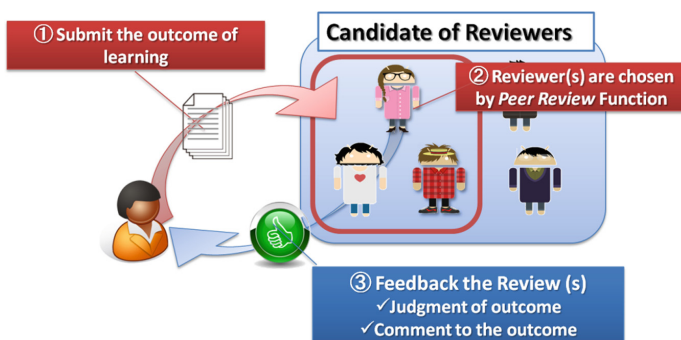 ① Submit the outcome of
learning
Candidate of Reviewers
② Reviewer(s) are chosen
by Peer Review Function
③ Feedback the Review (s)
✓Judgment of outcome
✓Comment to the outcome